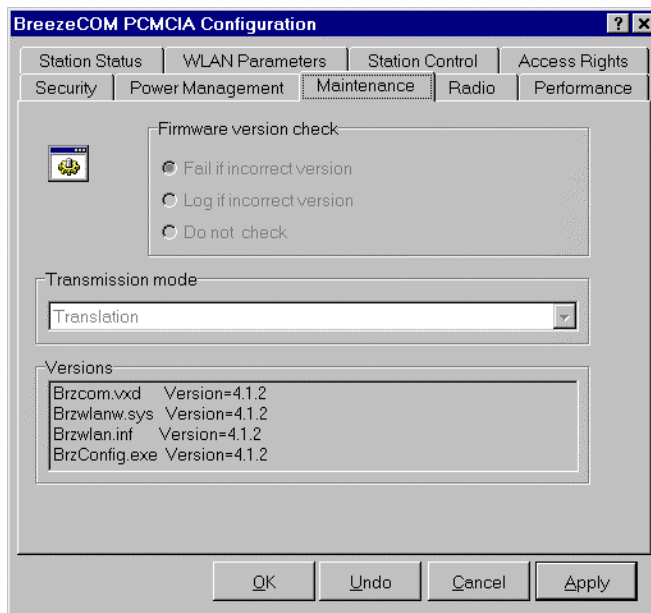 BreezeCOM PCMCIA Configuration
Station Status WLAN Parameters Station Control Access Rights
Security Power Management Maintenance Radio Performance
Firmware version check
Fail if incorrect version
Log if incorrect version
Do not check
Transmission mode
Translation
Versions
Brzcom.vxd Version=4.1.2
Brzwlanw.sys Version=4.1.2
Brzwlan.inf Version=4.1.2
BrzConfig.exe Version=4.1.2
OK Undo Cancel Apply